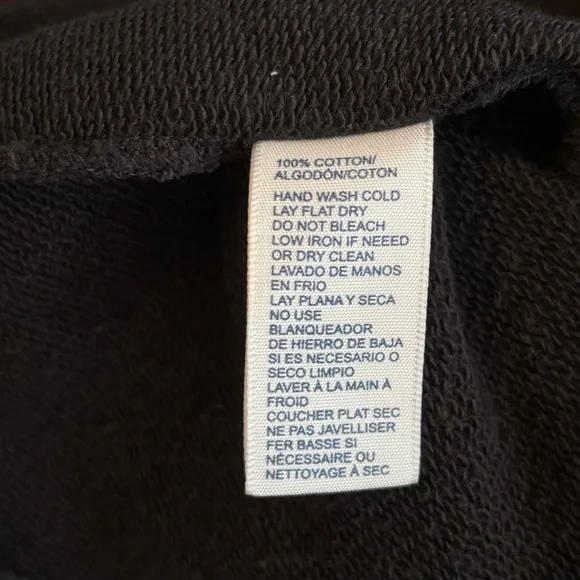 100% COTTON/
ALGODÓN/COTON
HAND WASH COLD
LAY FLAT DRY
DO NOT BLEACH
LOW IRON IF NEEED
OR DRY CLEAN
LAVADO DE MANOS
EN FRIO
LAY PLANA Y SECA
NO USE
BLANQUEADOR
DE HIERRO DE BAJA
SI ES NECESARIO O
SECO LIMPIO
LAVER À LA MAIN À
FROID
COUCHER PLAT SEC
NE PAS JAVELLISER
FER BASSE SI
NÉCESSAIRE OU
NETTOYAGE À SEC